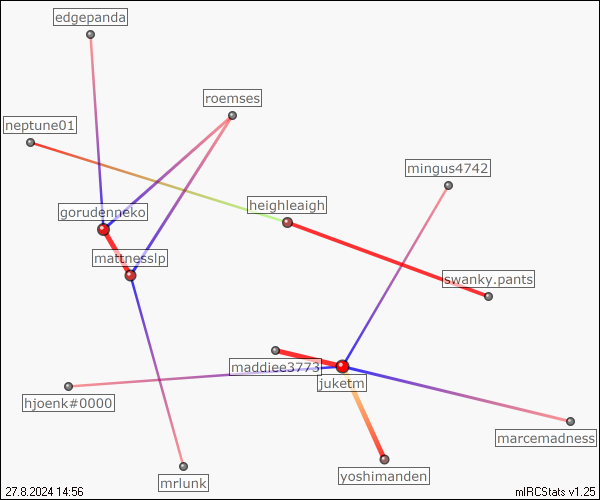 edgepanda
roemses
neptune01
mingus4742
heighleaigh
gorudenneko
mattnesslp
swanky.pants
maddiee3773
juketm
hjoenk#0000
marcemadness
yoshimanden
mrlunk
27.8.2024 14:56
mIRCStats v1.25